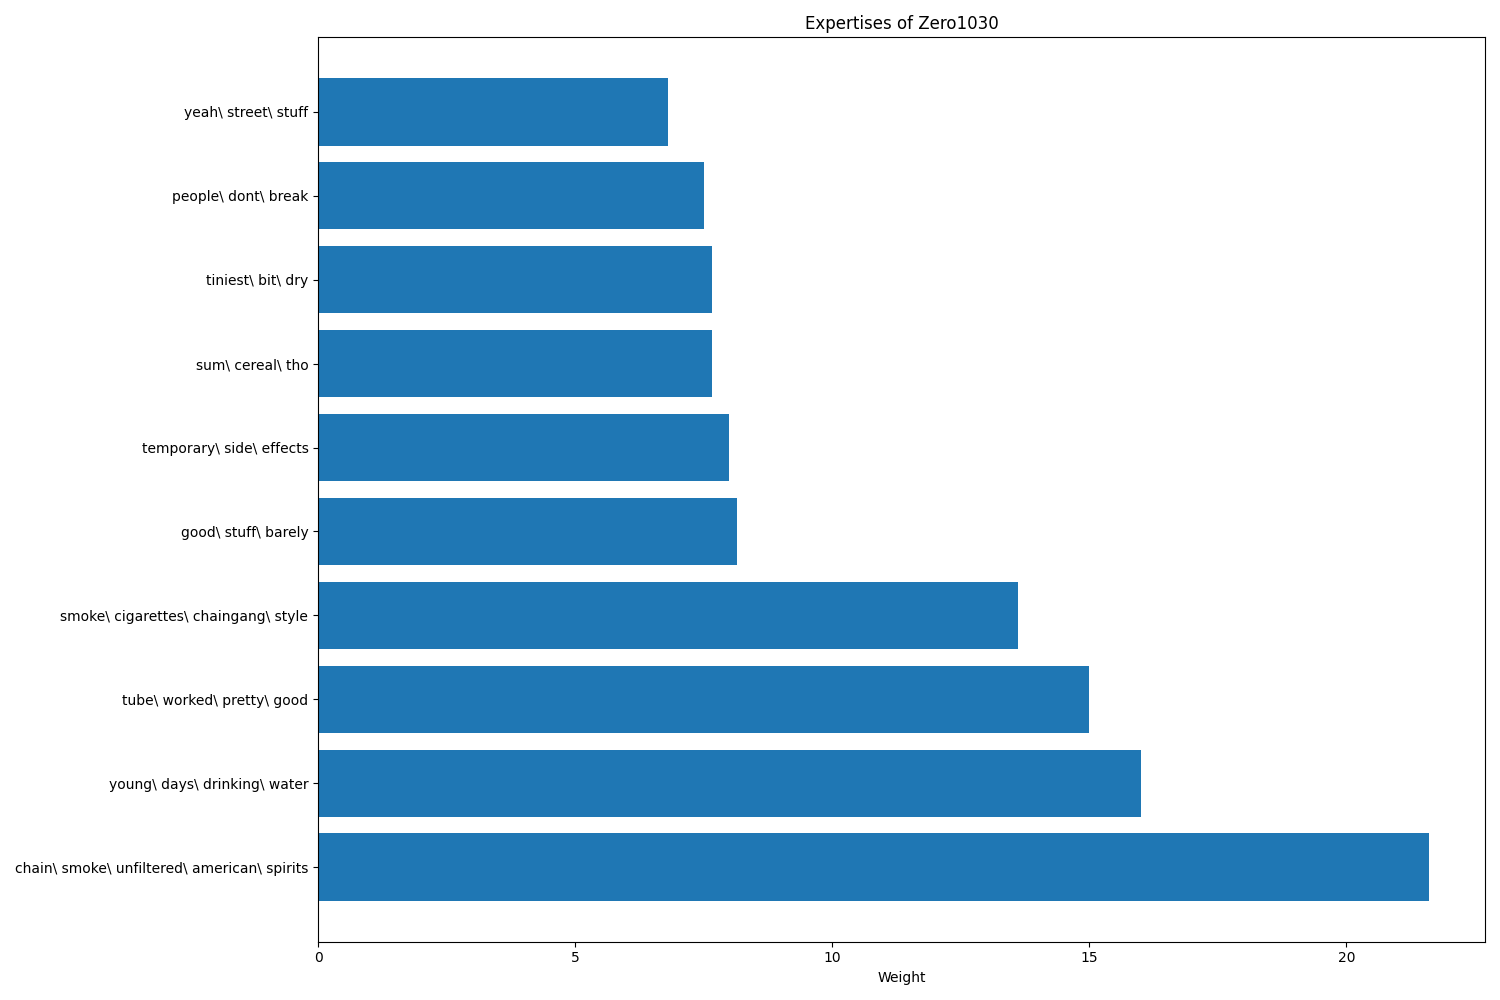 Expertises of Zero1030
yeah\ street\ stuff
people\ dont\ break
tiniest\ bit\ dry
sum\ cereal\ tho
temporary\ side\ effects
good\ stuff\ barely
smoke\ cigarettes\ chaingang\ style
tube\ worked\ pretty\ good
young\ days\ drinking\ water
chain\ smoke\ unfiltered\ american\ spirits
0 5 10 15 20
Weight